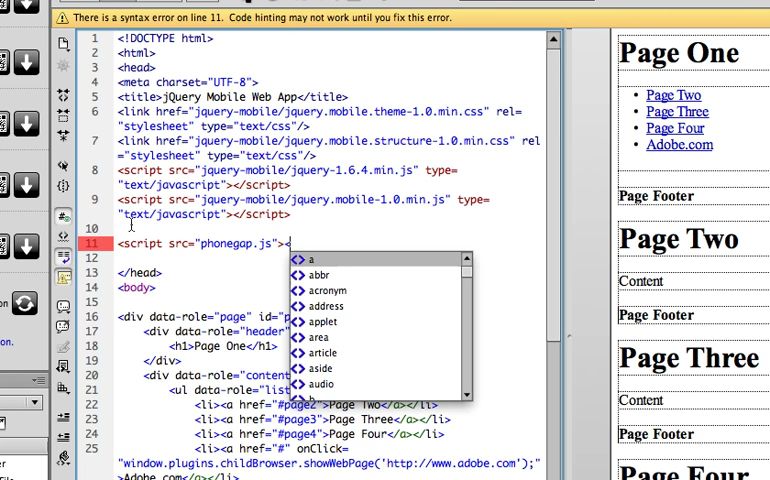 There is a syntax error on line 11. Code hinting may not work until you fix this error.
1 <!DOCTYPE html>
2 <html>
3 <head>
4 <meta charset="UTF-8">
5 <title>jQuery Mobile Web App</title>
6 <link href="jquery-mobile/jquery.mobile.theme-1.0.min.css" rel=
"stylesheet" type="text/css"/>
7 <link href="jquery-mobile/jquery.mobile.structure-1.0.min.css" rel
="stylesheet" type="text/css"/>
8 <script src="jquery-mobile/jquery-1.6.4.min.js" type=
"text/javascript"></script>
9 <script src="jquery-mobile/jquery.mobile-1.0.min.js" type=
"text/javascript"></script>
10
11 <script src="phonegap.js"><
12
13 </head>
14 <body>
15
16 <div data-role="page" id="p
17 <div data-role="header"
18 <h1>Page One</h1>
19 </div>
20 <div data-role="content
21 <ul data-role="list
22 <li><a href="#page2">Page Two</a></li>
23 <li><a href="#page3">Page Three</a></li>
24 <li><a href="#page4">Page Four</a></li>
25 <li><a href="#" onClick=
"window.plugins.childBrowser.showWebPage('http://www.adobe.com');"
>Adobe.com</a></li>
<> a
<> abbr
<> acronym
<> address
<> applet
<> area
<> article
<> aside
<> audio
<> b
Page One
Page Two
Page Three
Page Four
Adobe.com
Page Footer
Page Two
Content
Page Footer
Page Three
Content
Page Footer
Page Four
on
on.
er
r